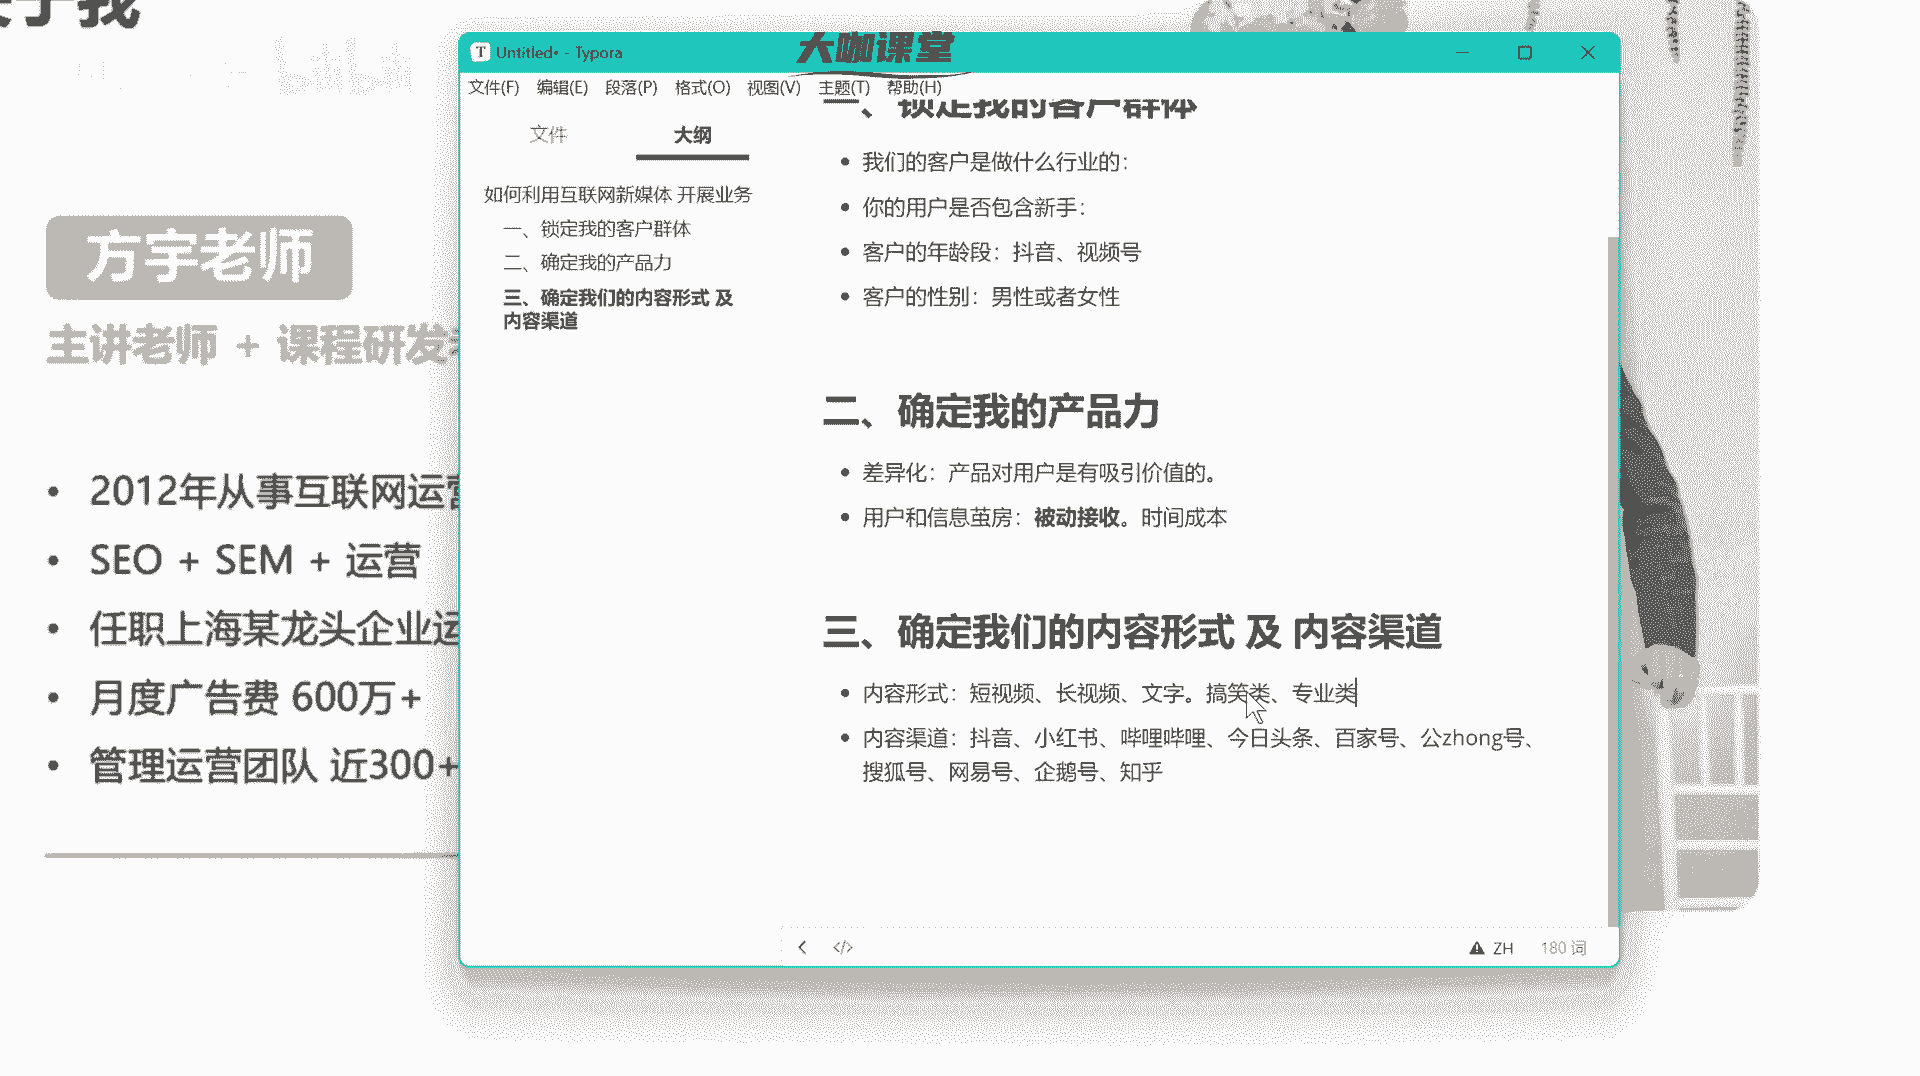 关于我
bilibili
方宇老师
主讲老师 + 课程研发老
2012年从事互联网运营
SEO + SEM + 运营
任职上海某龙头企业运
月度广告费 600万+
管理运营团队 近300+
Untitled• - Typora
大咖课堂
文件(F) 编辑(E) 段落(P) 格式(O) 视图(V) 主题(T) 帮助(H)
文件 大纲
如何利用互联网新媒体 开展业务
一、锁定我的客户群体
二、确定我的产品力
三、确定我们的内容形式 及
内容渠道
一、锁定我的客户群体
我们的客户是做什么行业的：
你的用户是否包含新手：
客户的年龄段：抖音、视频号
客户的性别：男性或者女性
二、确定我的产品力
差异化：产品对用户是有吸引价值的。
用户和信息茧房：被动接收。时间成本
三、确定我们的内容形式 及 内容渠道
内容形式：短视频、长视频、文字。搞笑类、专业类
内容渠道：抖音、小红书、哔哩哔哩、今日头条、百家号、公zhong号、
搜狐号、网易号、企鹅号、知乎
ZH 180 词